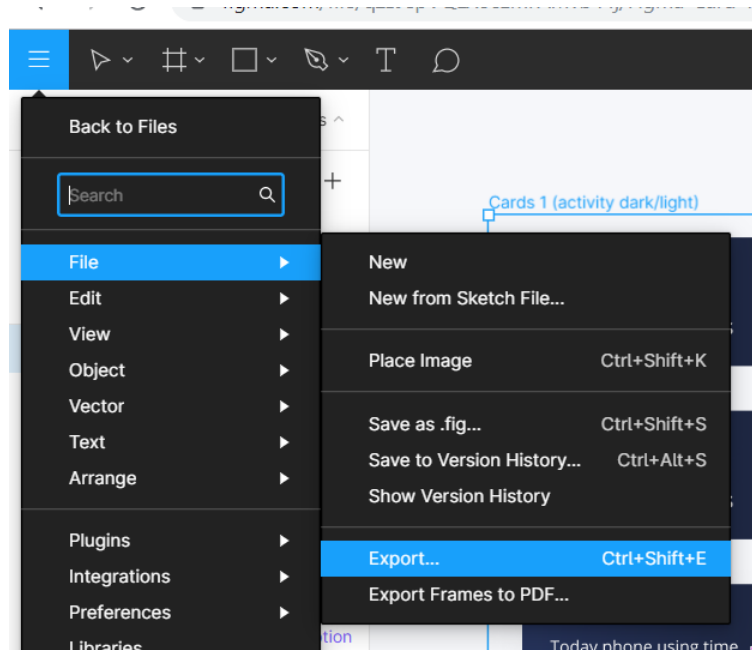 Back to Files
Search
File
Edit
View
Object
Vector
Text
Arrange
Plugins
Integrations
Preferences
Libraries
Cards 1 (activity dark/light)
New
New from Sketch File...
Place Image Ctrl+Shift+K
Save as .fig... Ctrl+Shift+S
Save to Version History... Ctrl+Alt+S
Show Version History
Export... Ctrl+Shift+E
Export Frames to PDF...
Today phone using time